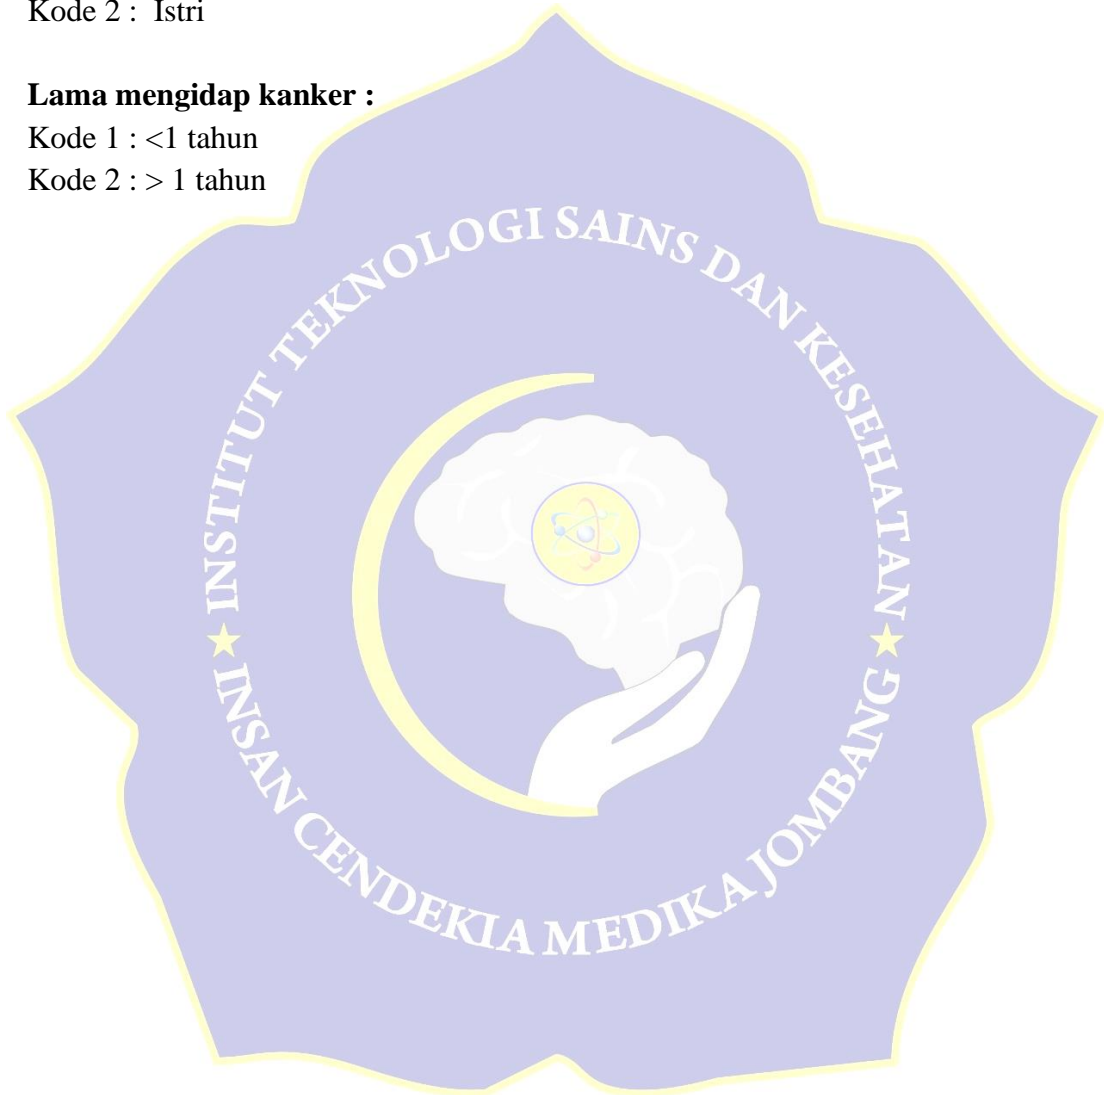 Kode 2 : Istri
Lama mengidap kanker :
Kode 1 : <1 tahun
Kode 2 : > 1 tahun
INSTITUT TEKNOLOGI SAINS DAN KESEHATAN
INSAN CENDEKIA MEDIKA JOMBANG